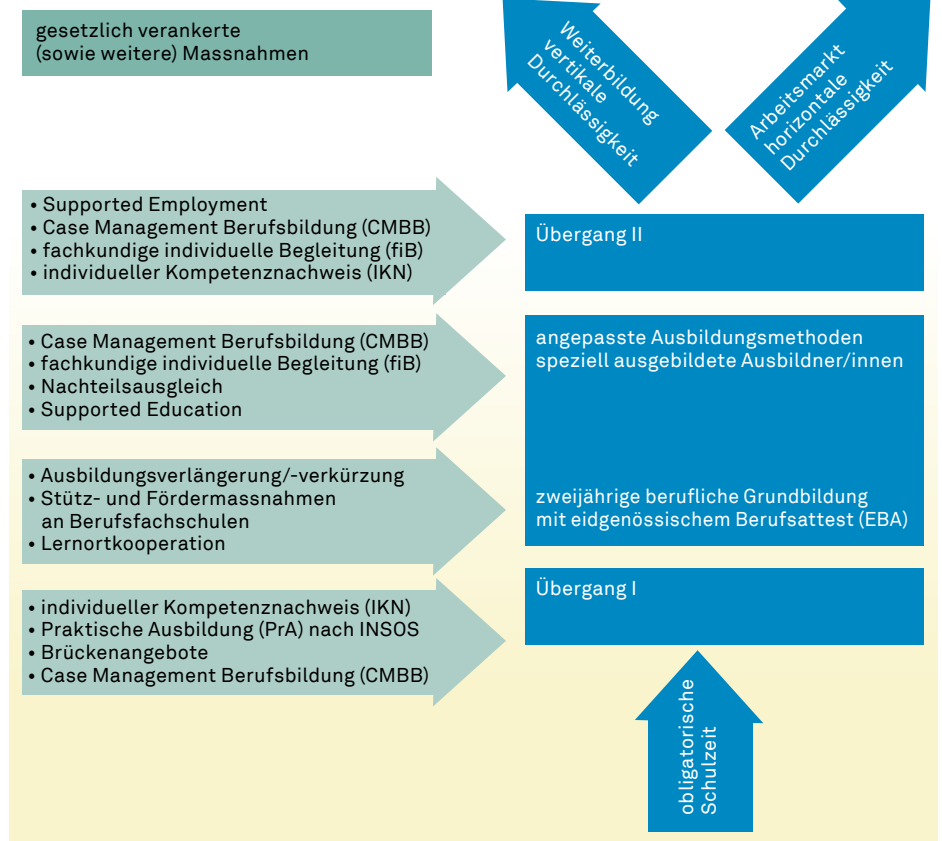 gesetzlich verankerte
(sowie weitere) Massnahmen
Weiterbildung
vertikale
Durchlässigkeit
Arbeitsmarkt
horizontale
Durchlässigkeit
• Supported Employment
• Case Management Berufsbildung (CMBB)
• fachkundige individuelle Begleitung (fiB)
• individueller Kompetenznachweis (IKN)
Übergang II
• Case Management Berufsbildung (CMBB)
• fachkundige individuelle Begleitung (fiB)
• Nachteilsausgleich
• Supported Education
angepasste Ausbildungsmethoden
speziell ausgebildete Ausbildner/innen
• Ausbildungsverlängerung/-verkürzung
• Stütz- und Fördermassnahmen
an Berufsfachschulen
• Lernortkooperation
zweijährige berufliche Grundbildung
mit eidgenössischem Berufsattest (EBA)
• individueller Kompetenznachweis (IKN)
• Praktische Ausbildung (PrA) nach INSOS
• Brückenangebote
• Case Management Berufsbildung (CMBB)
Übergang I
obligatorische
Schulzeit